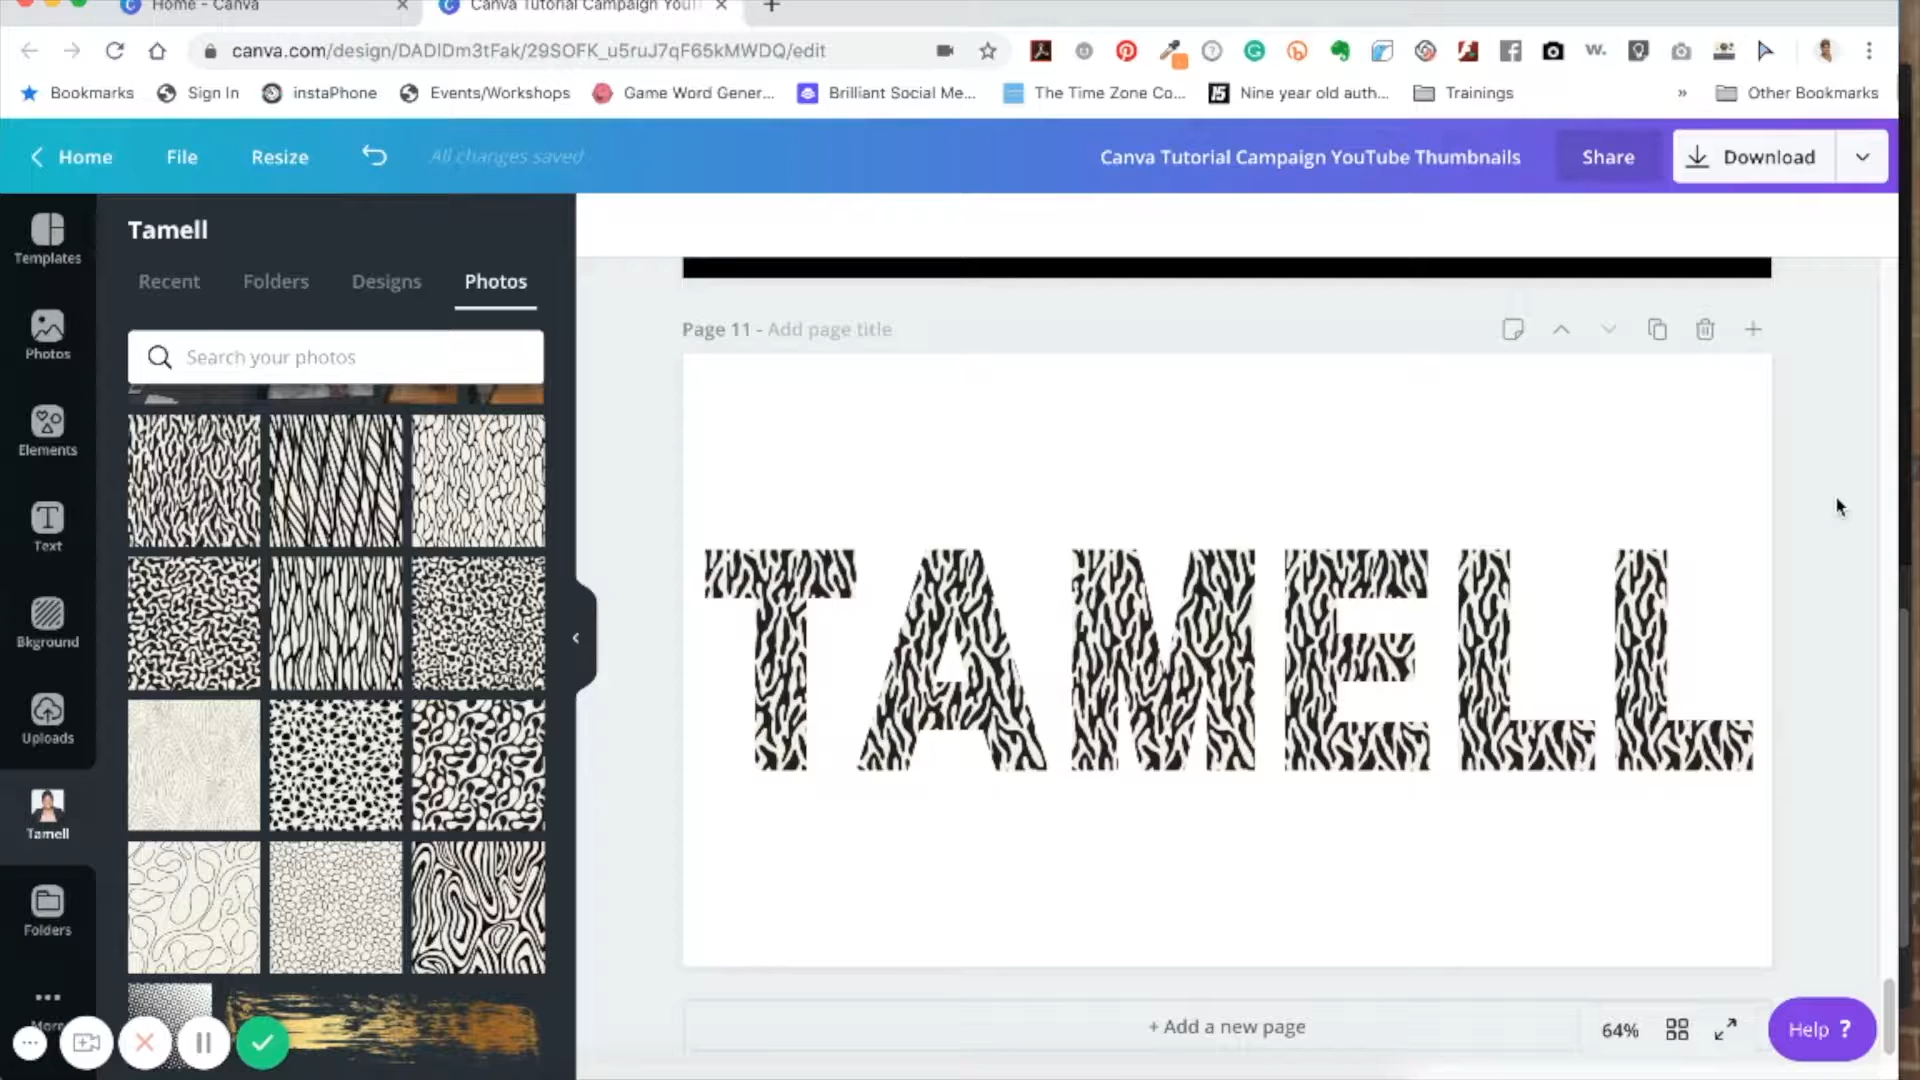 Home - Canva
Canva Tutorial Campaign YouT
canva.com/design/DADlDm3tFak/29SOFK_u5ruJ7qF65kMWDQ/edit
Bookmarks Sign In instaPhone Events/Workshops Game Word Gener... Brilliant Social Me... The Time Zone Co... Nine year old auth... Trainings » Other Bookmarks
Home File Resize All changes saved Canva Tutorial Campaign YouTube Thumbnails Share Download
Templates
Photos
Elements
Text
Bkground
Uploads
Tamell
Folders
More
Tamell
Recent Folders Designs Photos
Search your photos
Page 11 - Add page title
TAMELL
+ Add a new page
64%
Help ?